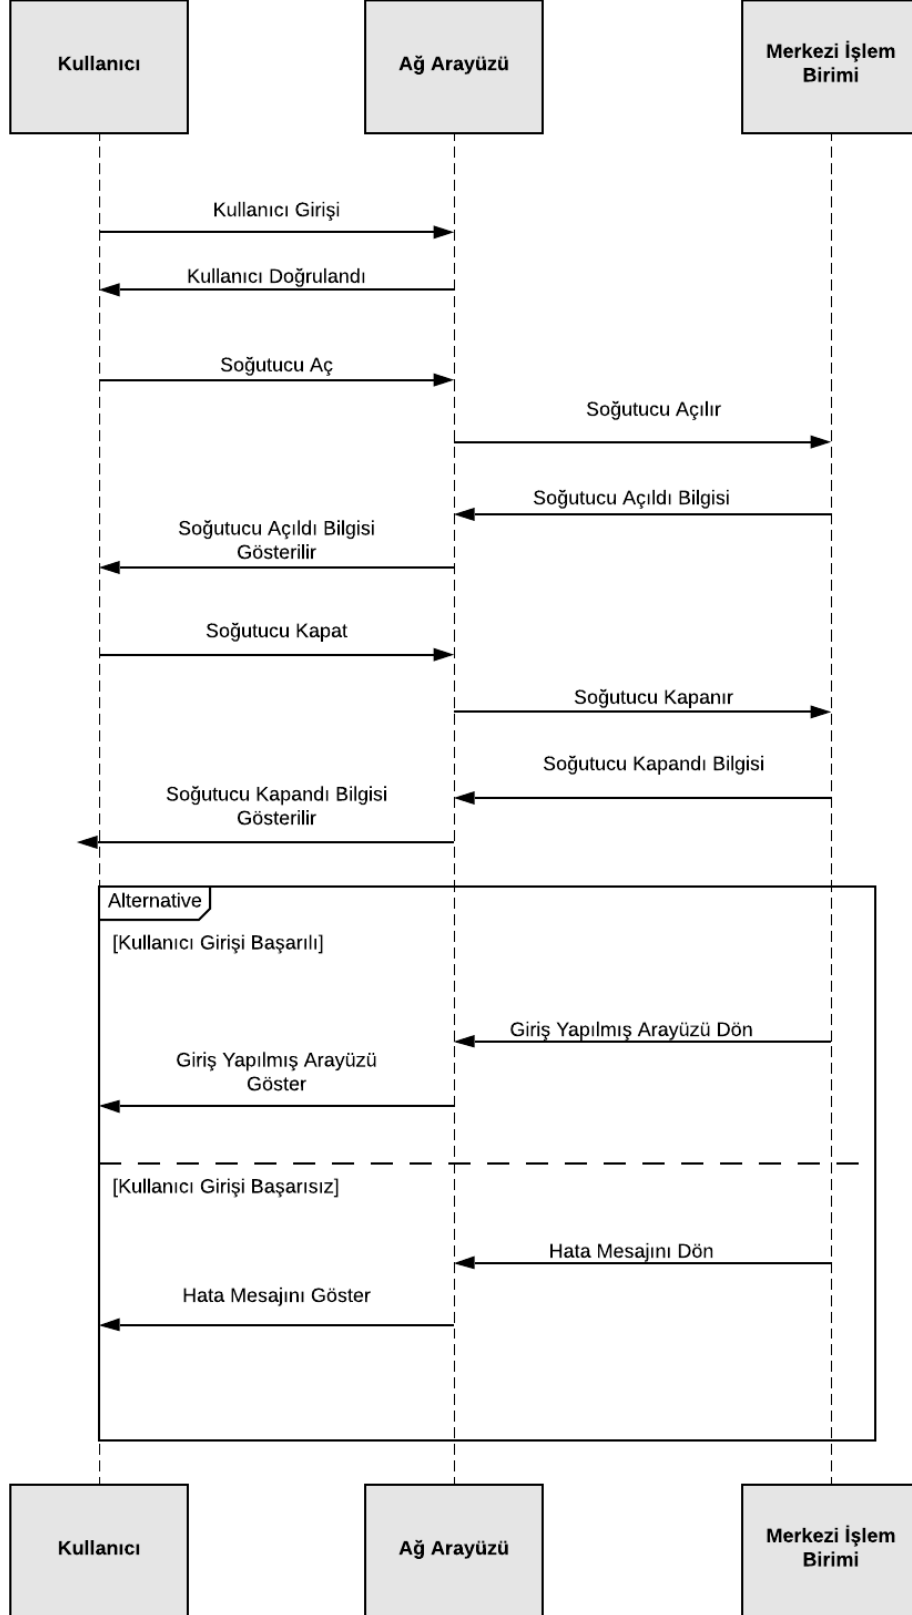 Kullanıcı
Ağ Arayüzü
Merkezi İşlem
Birimi
Kullanıcı Girişi
Kullanıcı Doğrulandı
Soğutucu Aç
Soğutucu Açılır
Soğutucu Açıldı Bilgisi
Soğutucu Açıldı Bilgisi
Gösterilir
Soğutucu Kapat
Soğutucu Kapanır
Soğutucu Kapandı Bilgisi
Soğutucu Kapandı Bilgisi
Gösterilir
Alternative
[Kullanıcı Girişi Başarılı]
Giriş Yapılmış Arayüzü Dön
Giriş Yapılmış Arayüzü
Göster
[Kullanıcı Girişi Başarısız]
Hata Mesajını Dön
Hata Mesajını Göster
Kullanıcı
Ağ Arayüzü
Merkezi İşlem
Birimi